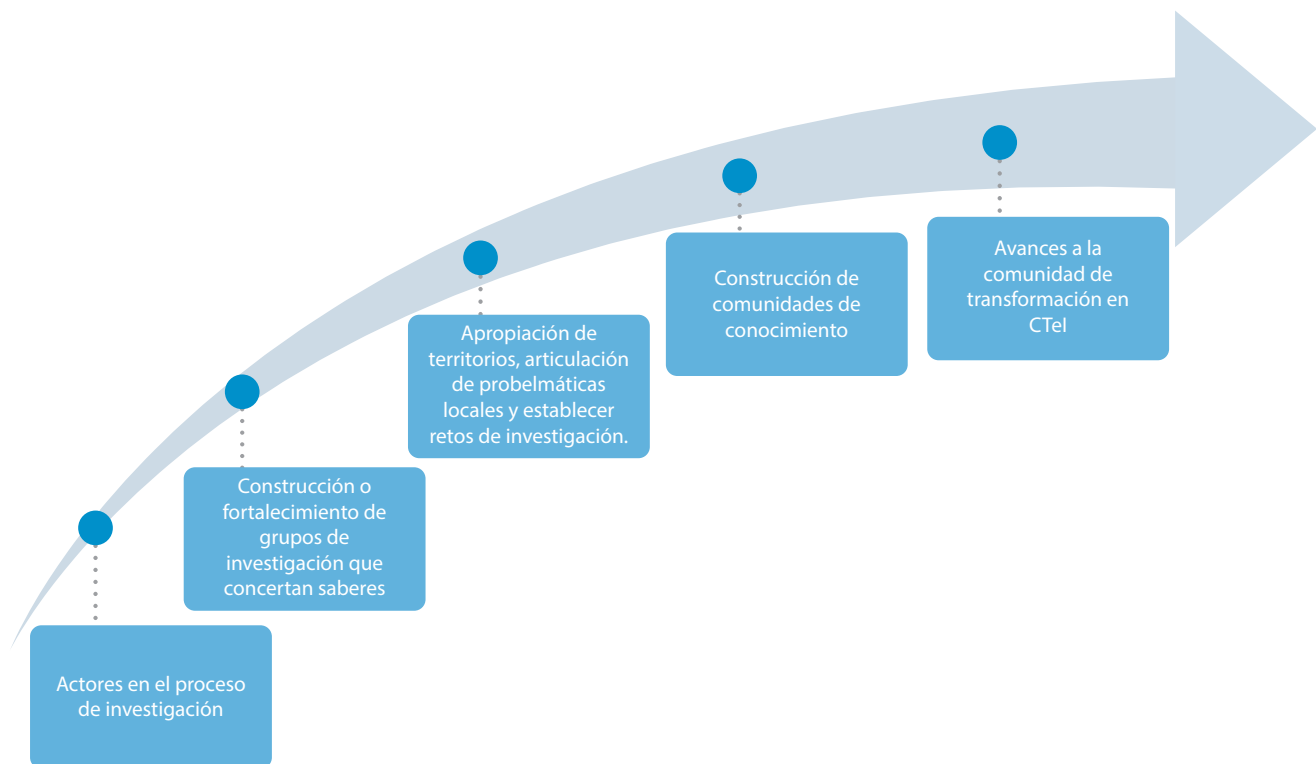 Actores en el proceso
de investigación
Construcción o
fortalecimiento de
grupos de
investigación que
concertan saberes
Apropiación de
territorios, articulación
de probelmáticas
locales y establecer
retos de investigación.
Construcción de
comunidades de
conocimiento
Avances a la
comunidad de
transformación en
CTel